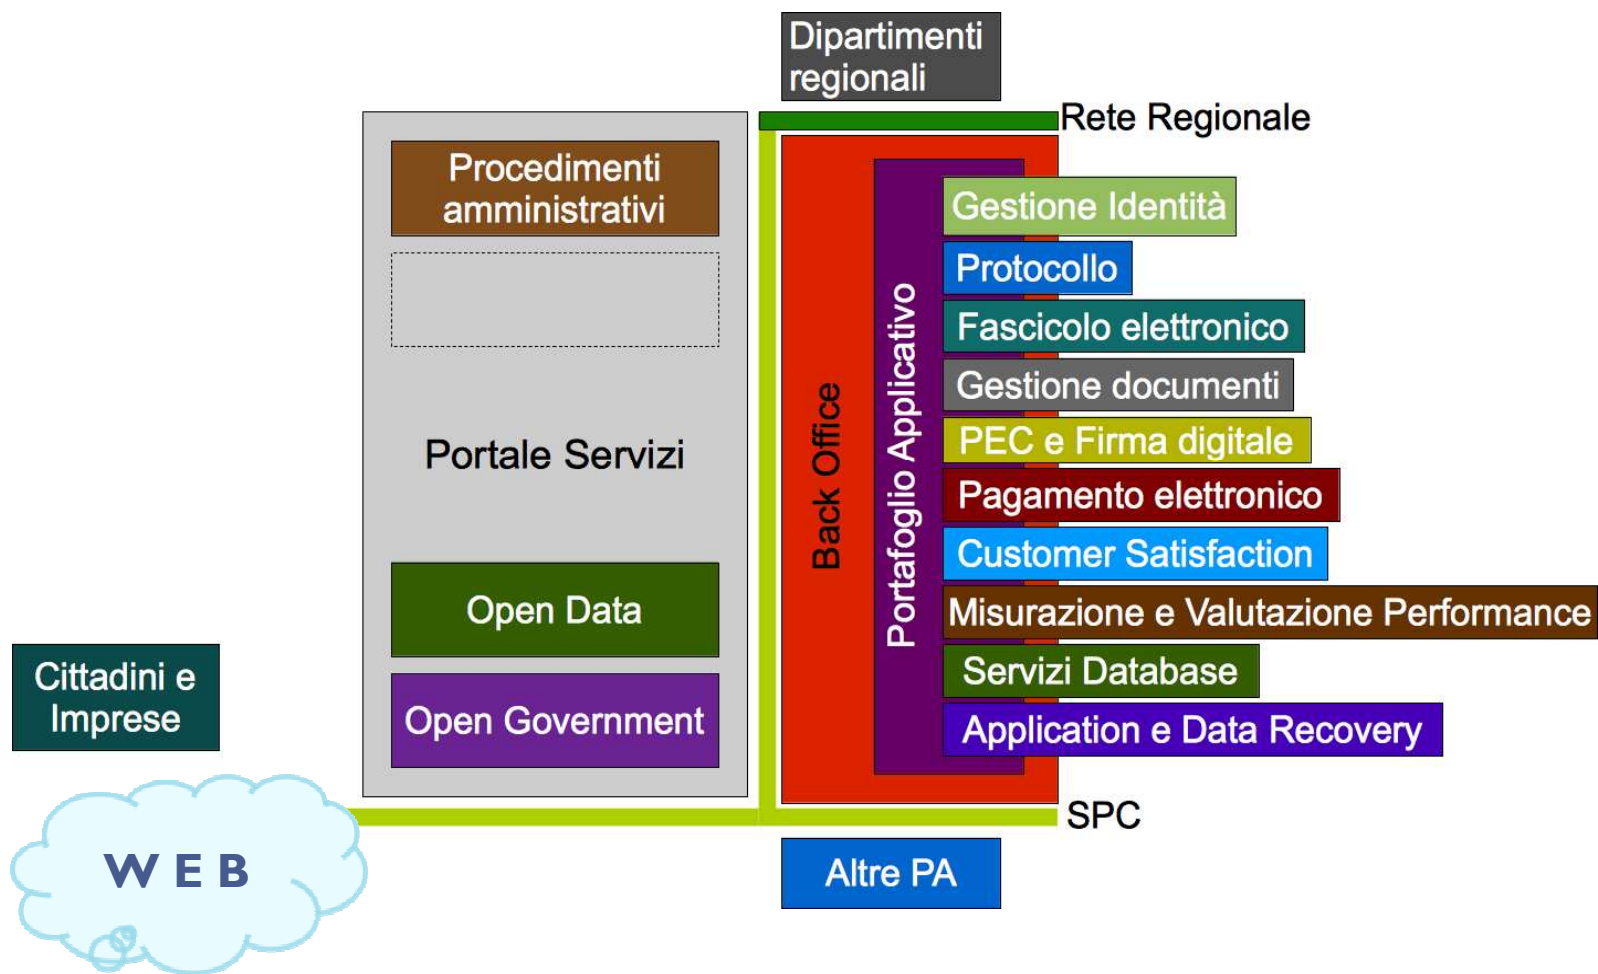 Dipartimenti
regionali
Rete Regionale
Procedimenti
amministrativi
Portale Servizi
Open Data
Open Government
Back Office
Portafoglio Applicativo
Gestione Identità
Protocollo
Fascicolo elettronico
Gestione documenti
PEC e Firma digitale
Pagamento elettronico
Customer Satisfaction
Misurazione e Valutazione Performance
Servizi Database
Application e Data Recovery
Cittadini e
Imprese
SPC
WEB
Altre PA